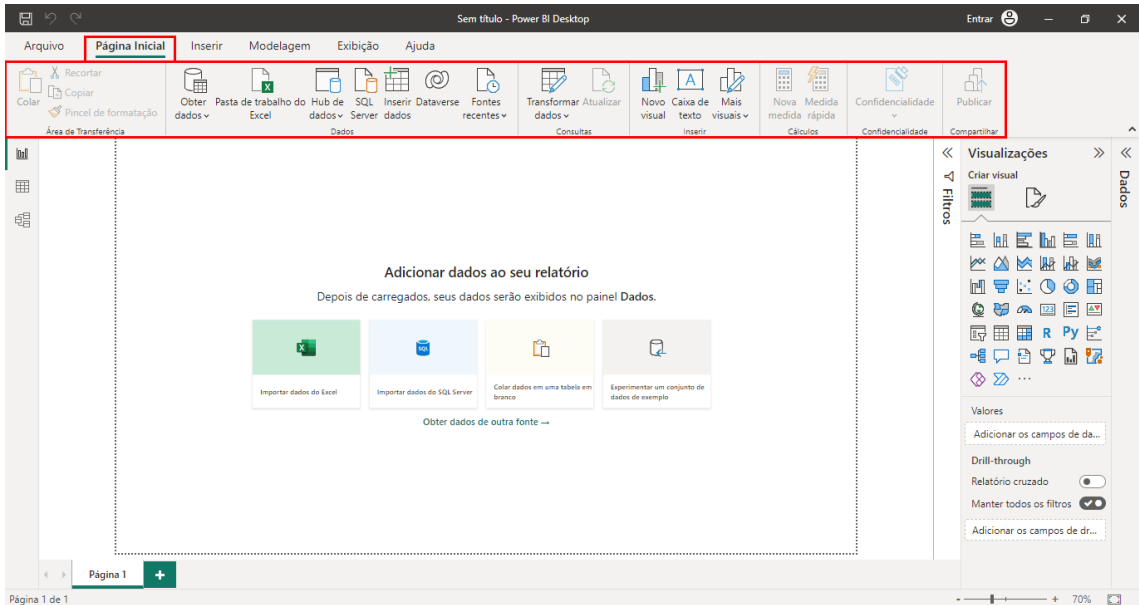 Sem título - Power BI Desktop
Entrar
Arquivo
Página Inicial
Inserir
Modelagem
Exibição
Ajuda
Colar
Recortar
Copiar
Pincel de formatação
Área de Transferência
Obter dados
Pasta de trabalho do Excel
Hub de dados
SQL Server
Inserir dados
Dataverse
Fontes recentes
Dados
Transformar dados
Atualizar
Consultas
Novo visual
Caixa de texto
A
Mais visuais
Inserir
Nova medida
Medida rápida
Cálculos
Confidencialidade
Confidencialidade
Publicar
Compartilhar
Filtros
Visualizações
Dados
Criar visual
123
R
Py
Adicionar dados ao seu relatório
Depois de carregados, seus dados serão exibidos no painel Dados.
SQL
Importar dados do Excel
Importar dados do SQL Server
Colar dados em uma tabela em
branco
Experimentar um conjunto de
dados de exemplo
Obter dados de outra fonte →
Valores
Adicionar os campos de da...
Drill-through
Relatório cruzado
Manter todos os filtros
Adicionar os campos de dr...
Página 1
Página 1 de 1
- + 70%